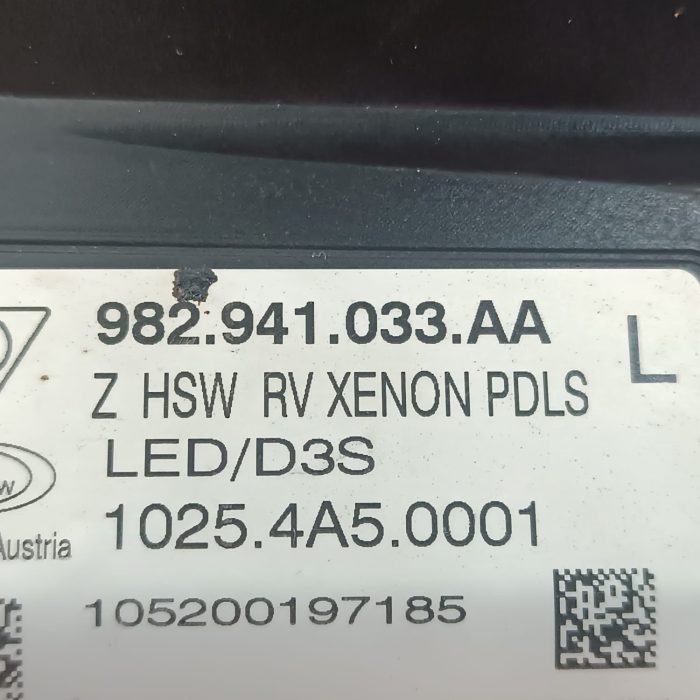 982.941.033.AA
L
Z HSW RV XENON PDLS
LED/D3S
1025.4A5.0001
Austria
105200197185